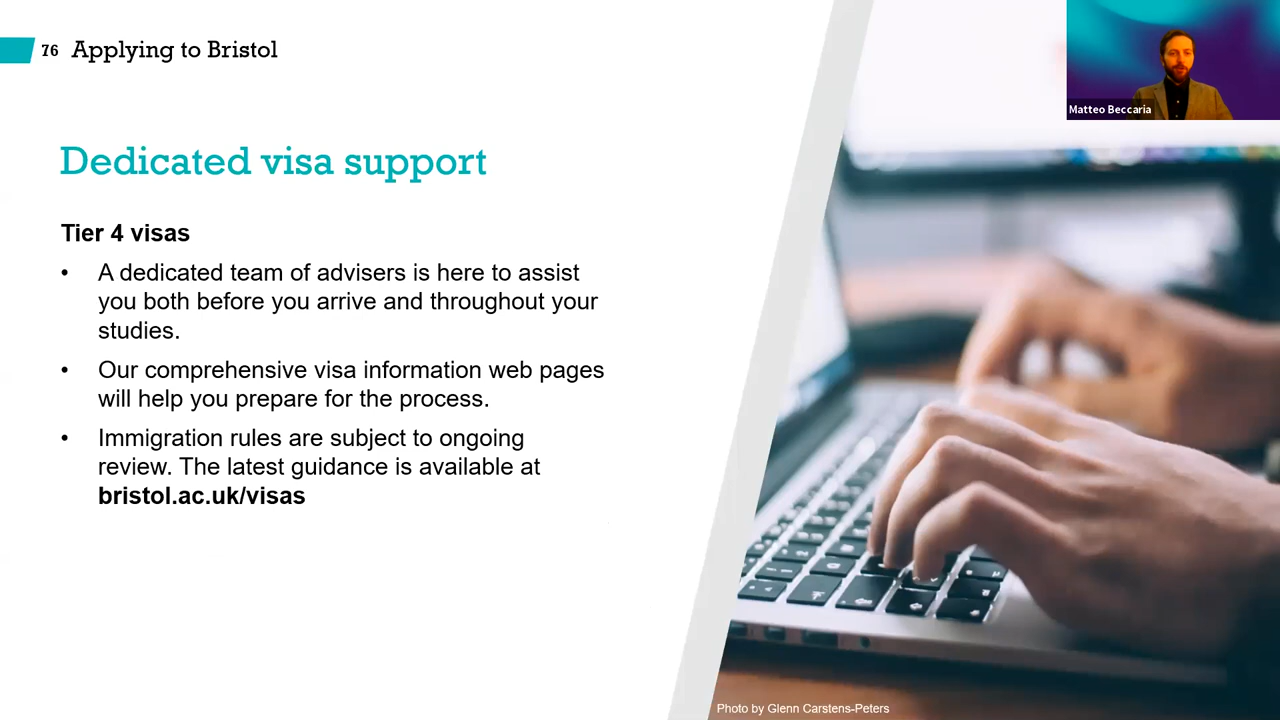 76 Applying to Bristol
Matteo Beccaria
Dedicated visa support
Tier 4 visas
• A dedicated team of advisers is here to assist
you both before you arrive and throughout your
studies.
• Our comprehensive visa information web pages
will help you prepare for the process.
• Immigration rules are subject to ongoing
review. The latest guidance is available at
bristol.ac.uk/visas
Photo by Glenn Carstens-Peters